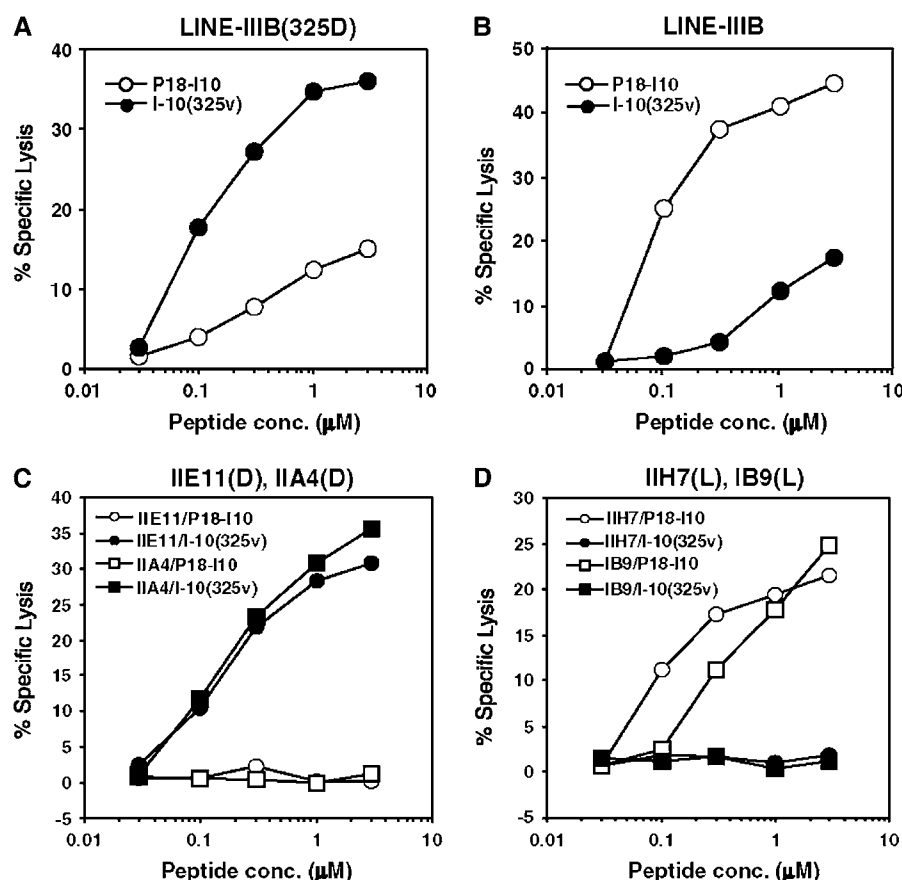 A
LINE-IIIB(325D)
P18-I10
I-10(325v)
% Specific Lysis
40
30
20
10
0
0.01
0.1
1
10
Peptide conc. (μM)
B
LINE-IIIB
P18-I10
I-10(325v)
% Specific Lysis
50
40
30
20
10
0
0.01
0.1
1
10
Peptide conc. (μM)
C
IIE11(D), IIA4(D)
IIE11/P18-I10
IIE11/I-10(325v)
IIA4/P18-I10
IIA4/I-10(325v)
% Specific Lysis
40
35
30
25
20
15
10
5
0
-5
0.01
0.1
1
10
Peptide conc. (μM)
D
IIH7(L), IB9(L)
IIH7/P18-I10
IIH7/I-10(325v)
IB9/P18-I10
IB9/I-10(325v)
% Specific Lysis
30
25
20
15
10
5
0
-5
0.01
0.1
1
10
Peptide conc. (μM)